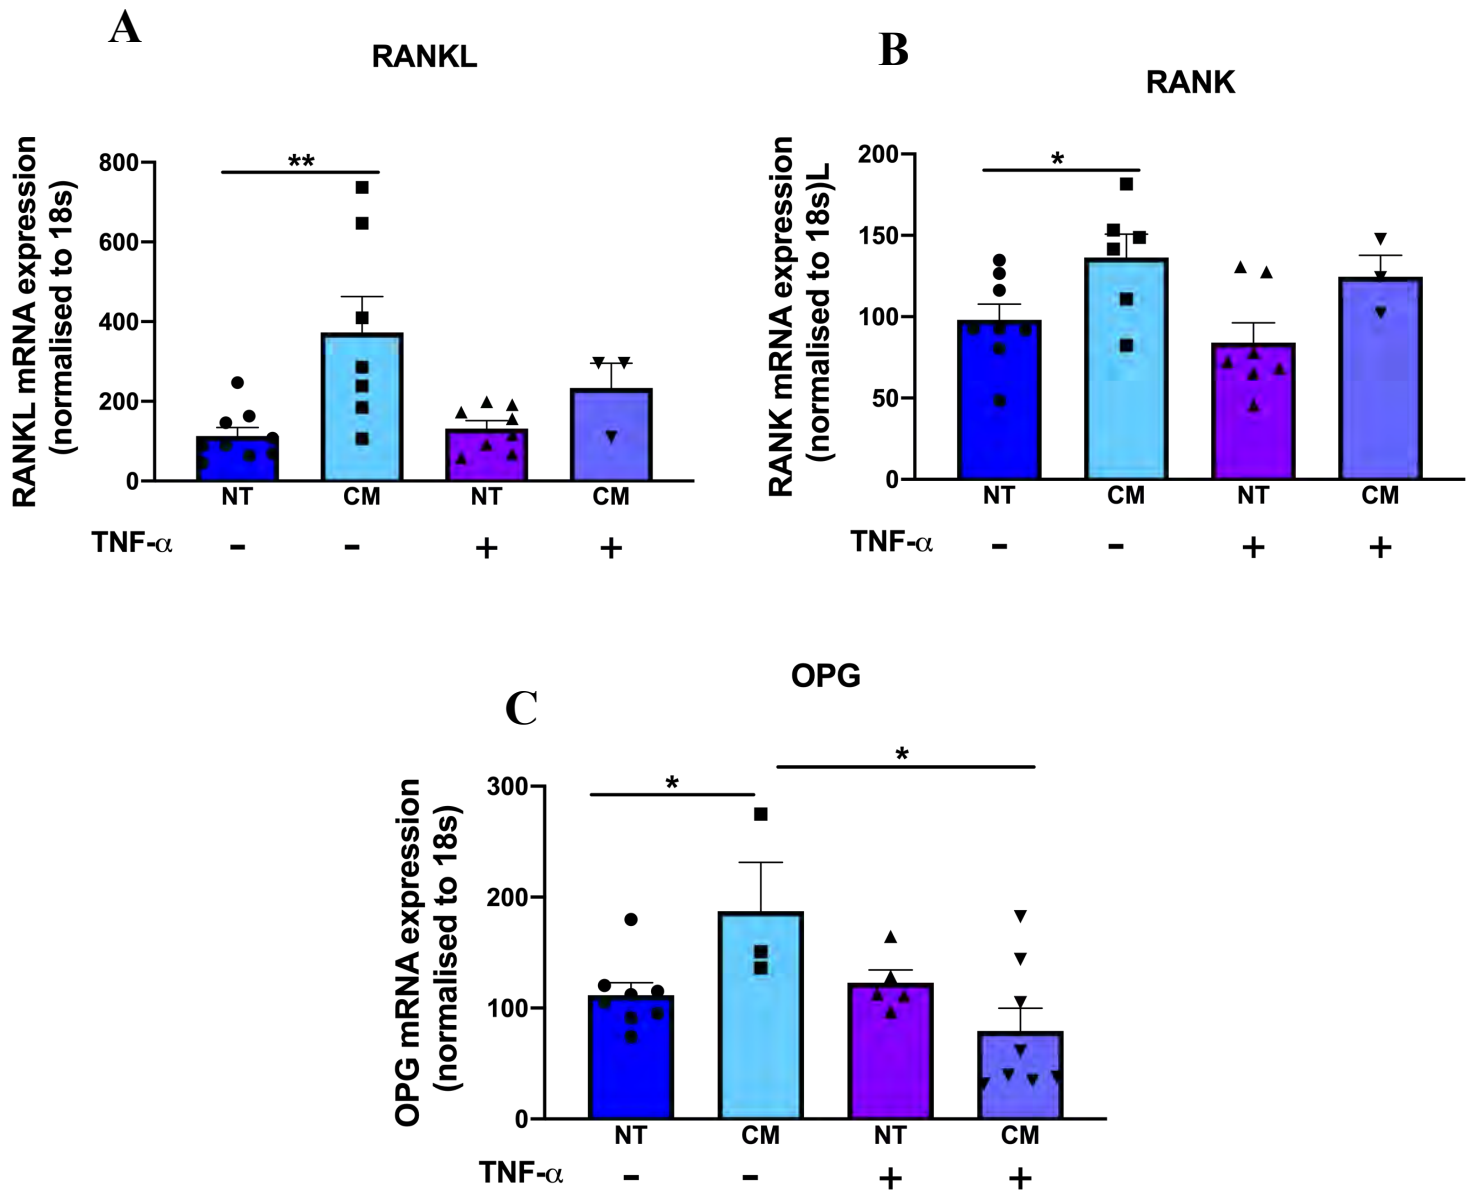 A
RANKL
RANKL mRNA expression
(normalised to 18s)
800
600
400
200
0
**
NT CM NT CM
TNF-α - - + +
B
RANK
RANK mRNA expression
(normalised to 18s)L
200
150
100
50
0
*
NT CM NT CM
TNF-α - - + +
C
OPG
OPG mRNA expression
(normalised to 18s)
300
200
100
0
*
*
NT CM NT CM
TNF-α - - + +